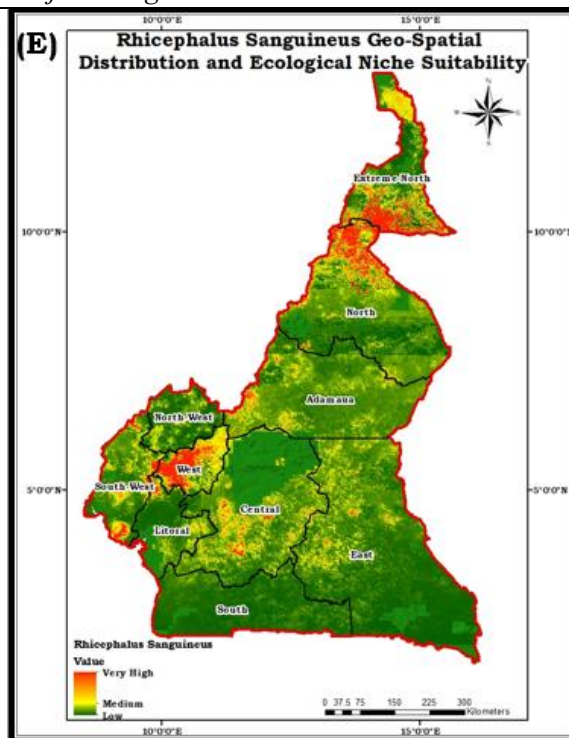 (E)
Rhicephalus Sanguineus Geo-Spatial
Distribution and Ecological Niche Suitability
10°0'0"E
15°0'0"E
Extreme-North
10°0'0"N
10°0'0"N
North
Adamaua
North-West
West
South-West
5°0'0"N
5°0'0"N
Central
Litoral
East
South
Rhicephalus Sanguineus
Value
Very High
Medium
Low
0 37.5 75 150 225 300
Kilometers
10°0'0"E
15°0'0"E